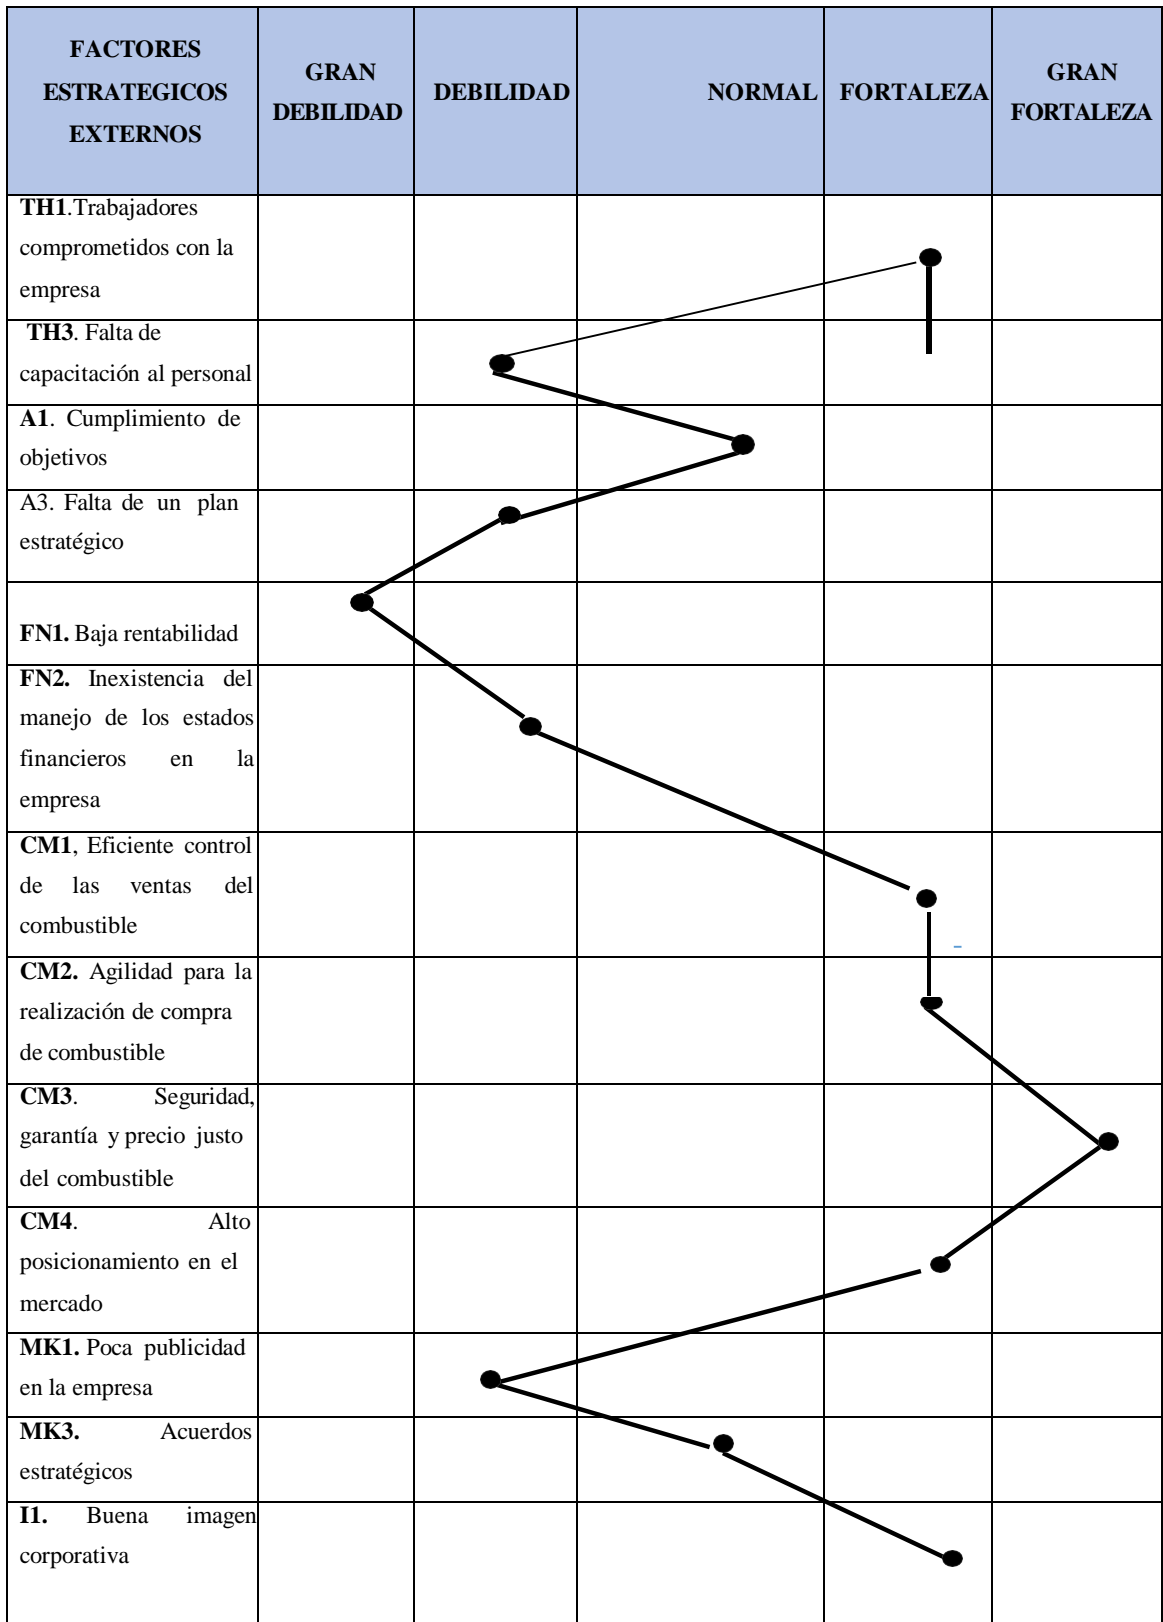 FACTORES
ESTRATEGICOS
EXTERNOS
GRAN
DEBILIDAD
DEBILIDAD
NORMAL
FORTALEZA
GRAN
FORTALEZA
TH1.Trabajadores
comprometidos con la
empresa
TH3. Falta de
capacitación al personal
A1. Cumplimiento de
objetivos
A3. Falta de un plan
estratégico
FN1. Baja rentabilidad
FN2. Inexistencia del
manejo de los estados
financieros en la
empresa
CM1, Eficiente control
de las ventas del
combustible
CM2. Agilidad para la
realización de compra
de combustible
CM3. Seguridad,
garantía y precio justo
del combustible
CM4. Alto
posicionamiento en el
mercado
MK1. Poca publicidad
en la empresa
MK3. Acuerdos
estratégicos
I1. Buena imagen
corporativa